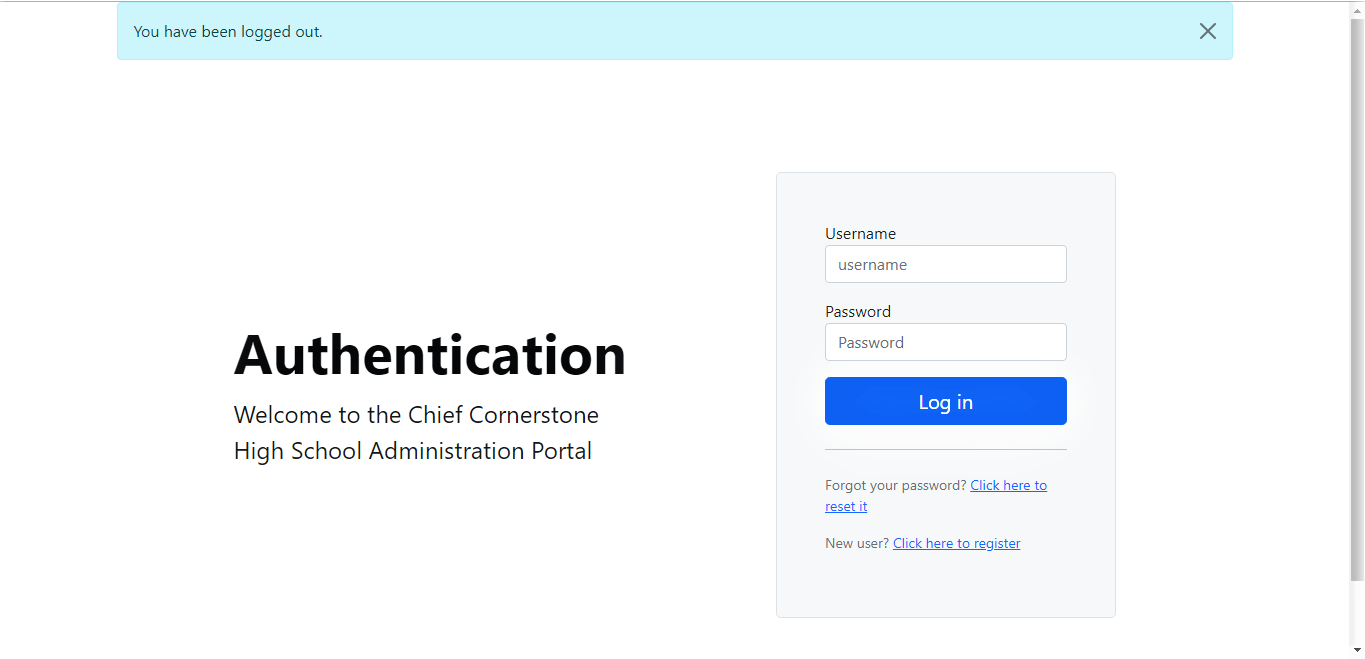 You have been logged out.
Authentication
Welcome to the Chief Cornerstone
High School Administration Portal
Username
username
Password
Password
Log in
Forgot your password? Click here to
reset it
New user? Click here to register